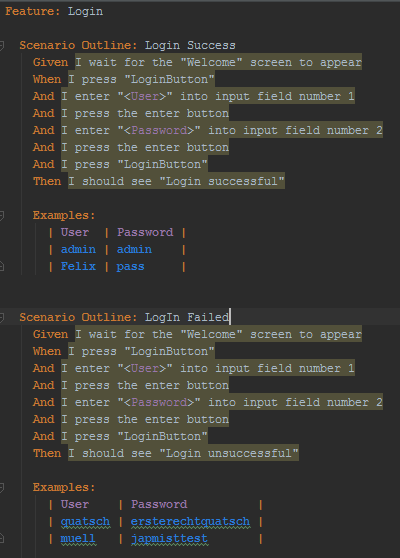 Feature: Login
Scenario Outline: Login Success
Given I wait for the "Welcome" screen to appear
When I press "LoginButton"
And I enter "<User>" into input field number 1
And I press the enter button
And I enter "<Password>" into input field number 2
And I press the enter button
And I press "LoginButton"
Then I should see "Login successful"
Examples:
| User | Password |
| admin | admin |
| Felix | pass |
Scenario Outline: LogIn Failed
Given I wait for the "Welcome" screen to appear
When I press "LoginButton"
And I enter "<User>" into input field number 1
And I press the enter button
And I enter "<Password>" into input field number 2
And I press the enter button
And I press "LoginButton"
Then I should see "Login unsuccessful"
Examples:
| User | Password |
| quatsch | ersterechtquatsch |
| muell | japmisttest |